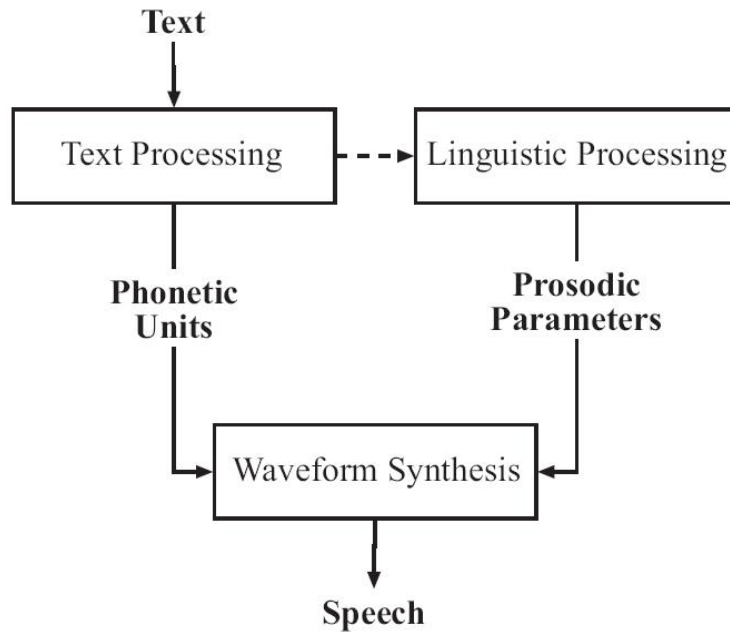 Text
Text Processing
Linguistic Processing
Phonetic
Units
Prosodic
Parameters
Waveform Synthesis
Speech